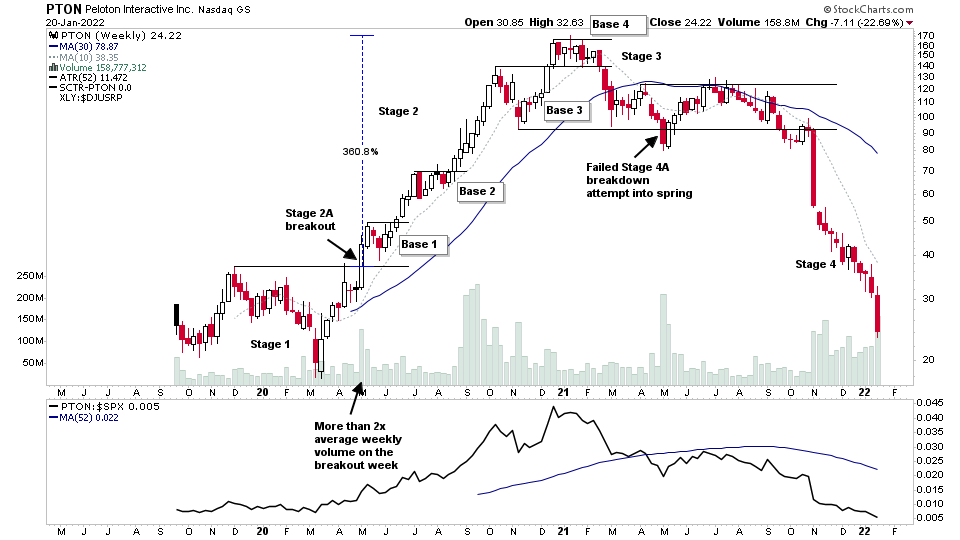 PTON Peloton Interactive Inc. Nasdaq GS
© StockCharts.com
20-Jan-2022
Open 30.85 High 32.63 Close 24.22 Volume 158.8M Chg -7.11 (-22.69%)
PTON (Weekly) 24.22
MA(30) 78.87
MA(10) 38.35
Volume 158,777,312
ATR(52) 11.472
SCTR-PTON 0.0
XLY:$DJUSRP
Base 4
Stage 3
Stage 2
Base 3
360.8%
Failed Stage 4A
breakdown
attempt into spring
Base 2
Stage 2A
breakout
Base 1
Stage 4
Stage 1
170
160
150
140
130
120
110
100
90
80
70
60
50
40
30
20
250M
200M
150M
100M
50M
M J J A S O N D 20 F M A M J J A S O N D 21 F M A M J J A S O N D 22 F
PTON:$SPX 0.005
MA(52) 0.022
More than 2x
average weekly
volume on the
breakout week
0.045
0.040
0.035
0.030
0.025
0.020
0.015
0.010
0.005
M J J A S O N D 20 F M A M J J A S O N D 21 F M A M J J A S O N D 22 F